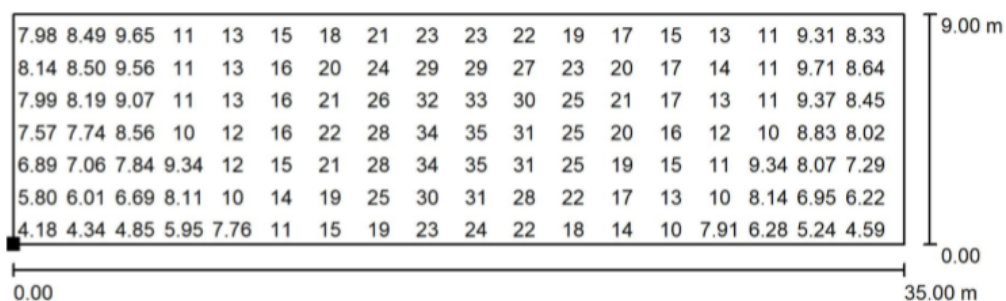 7.98 8.49 9.65 11 13 15 18 21 23 23 22 19 17 15 13 11 9.31 8.33
9.00 m
8.14 8.50 9.56 11 13 16 20 24 29 29 27 23 20 17 14 11 9.71 8.64
7.99 8.19 9.07 11 13 16 21 26 32 33 30 25 21 17 13 11 9.37 8.45
7.57 7.74 8.56 10 12 16 22 28 34 35 31 25 20 16 12 10 8.83 8.02
6.89 7.06 7.84 9.34 12 15 21 28 34 35 31 25 19 15 11 9.34 8.07 7.29
5.80 6.01 6.69 8.11 10 14 19 25 30 31 28 22 17 13 10 8.14 6.95 6.22
4.18 4.34 4.85 5.95 7.76 11 15 19 23 24 22 18 14 10 7.91 6.28 5.24 4.59
0.00
0.00 35.00 m